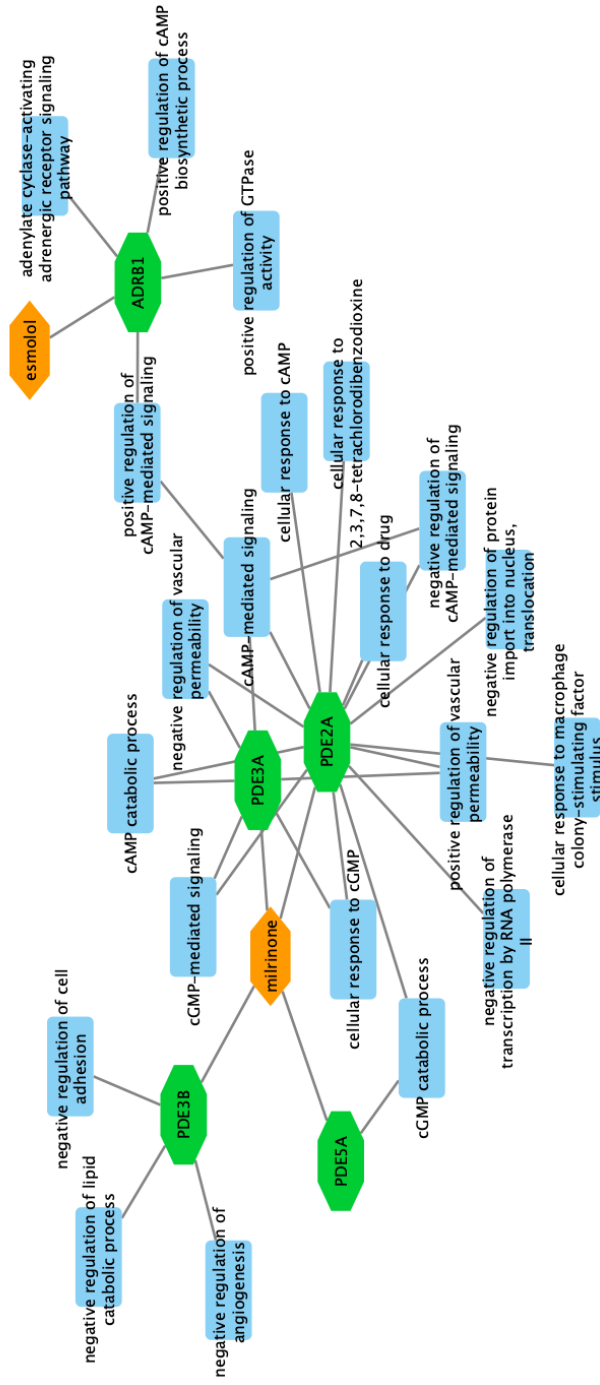 negative regulation of cell
adhesion
negative regulation of lipid
catabolic process
negative regulation of
angiogenesis
PDE3B
PDE5A
milrinone
cGMP-mediated signaling
cAMP catabolic process
negative regulation of vascular
permeability
PDE3A
PDE2A
cellular response to cGMP
cGMP catabolic process
negative regulation of
transcription by RNA polymerase
II
positive regulation of vascular
permeability
cellular response to macrophage
colony-stimulating factor
stimulus
negative regulation of protein
import into nucleus,
translocation
cellular response to drug
negative regulation of
cAMP-mediated signaling
cellular response to
2,3,7,8-tetrachlorodibenzodioxine
cellular response to cAMP
cAMP-mediated signaling
positive regulation of
cAMP-mediated signaling
esmolol
ADRB1
adenylate cyclase-activating
adrenergic receptor signaling
pathway
positive regulation of cAMP
biosynthetic process
positive regulation of GTPase
activity